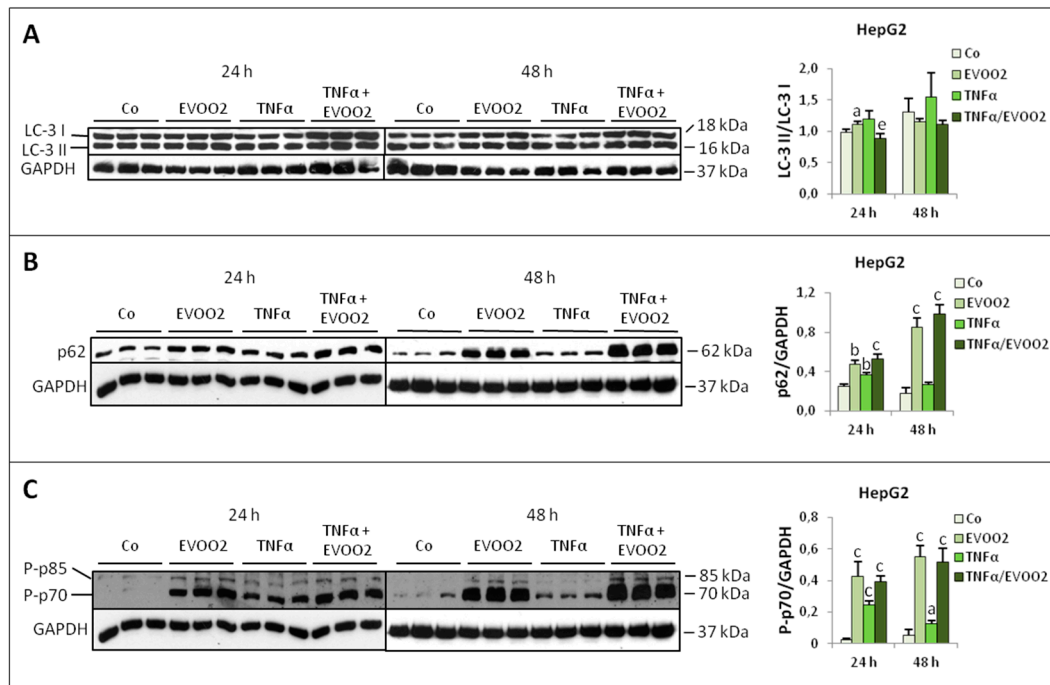 A
24 h
48 h
Co EVOO2 TNFα TNFα + EVOO2 Co EVOO2 TNFα TNFα + EVOO2
LC-3 I
LC-3 II
GAPDH
18 kDa
16 kDa
37 kDa
HepG2
Co
EVOO2
TNFα
TNFα/EVOO2
LC-3 II/LC-3 I
2,0
1,5
1,0
0,5
0,0
a
e
24 h 48 h
B
24 h
48 h
Co EVOO2 TNFα TNFα + EVOO2 Co EVOO2 TNFα TNFα + EVOO2
p62
GAPDH
62 kDa
37 kDa
HepG2
Co
EVOO2
TNFα
TNFα/EVOO2
p62/GAPDH
1,2
0,8
0,4
0,0
b
b
c
c
c
24 h 48 h
C
24 h
48 h
Co EVOO2 TNFα TNFα + EVOO2 Co EVOO2 TNFα TNFα + EVOO2
P-p85
P-p70
GAPDH
85 kDa
70 kDa
37 kDa
HepG2
Co
EVOO2
TNFα
TNFα/EVOO2
P-p70/GAPDH
0,8
0,6
0,4
0,2
0
c
c
c
c
a
c
24 h 48 h